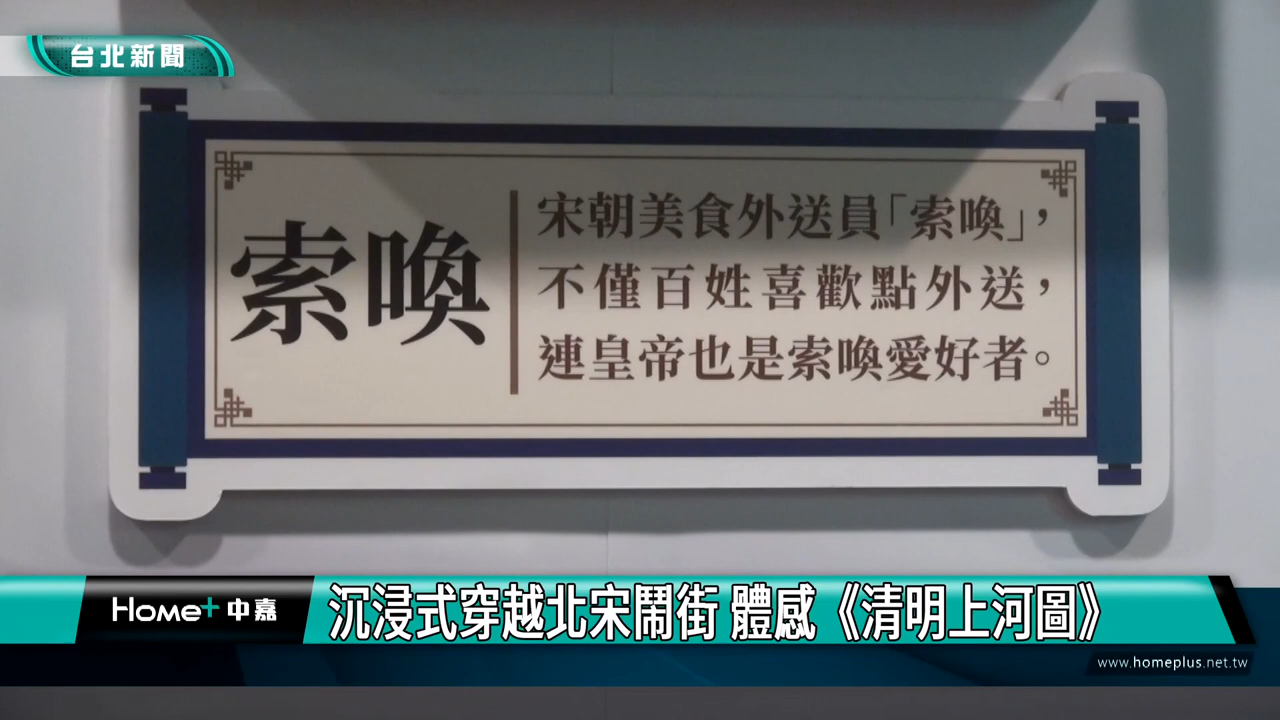 台北新聞
索喚
宋朝美食外送員「索喚」，
不僅百姓喜歡點外送，
連皇帝也是索喚愛好者。
Home+ 中嘉
沉浸式穿越北宋鬧街 體感《清明上河圖》
www.homeplus.net.tw